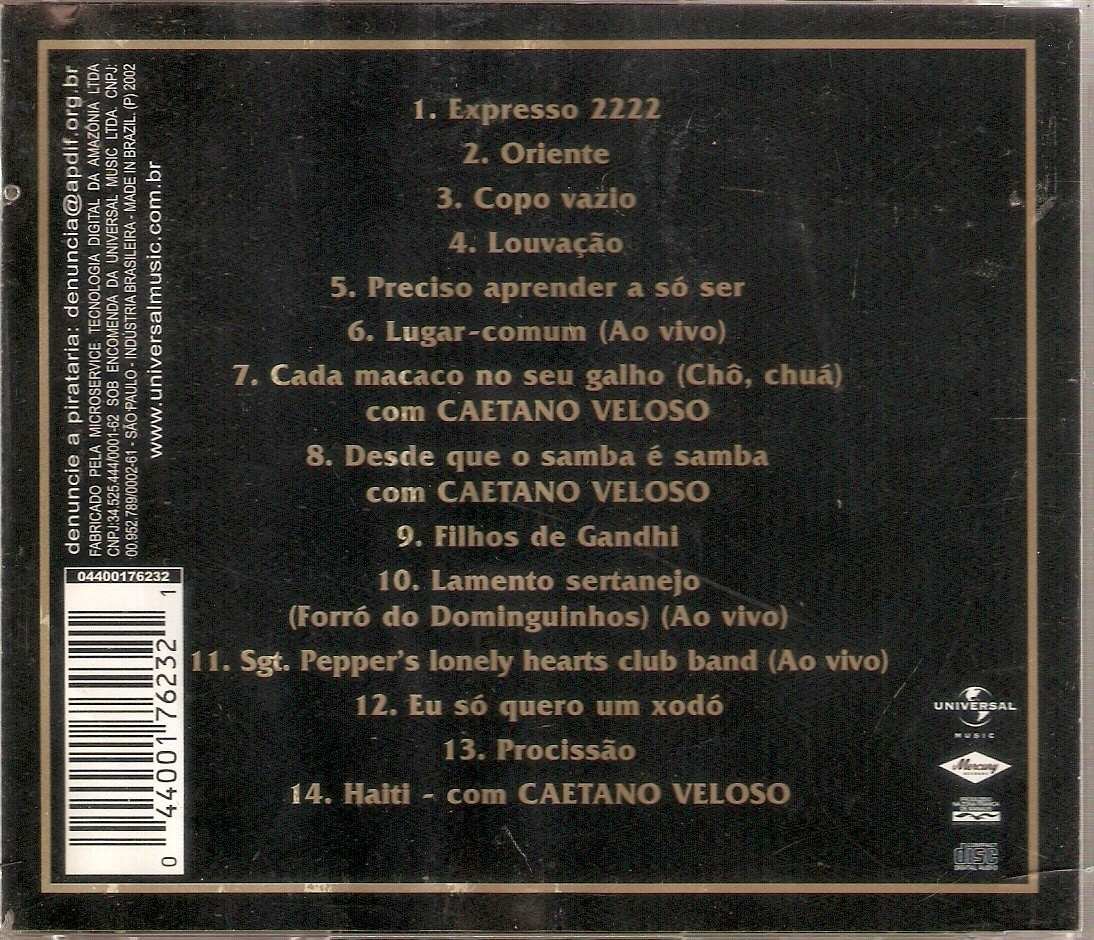 1. Expresso 2222
2. Oriente
3. Copo vazio
4. Louvação
5. Preciso aprender a só ser
6. Lugar-comum (Ao vivo)
7. Cada macaco no seu galho (Chô, chuá)
com CAETANO VELOSO
8. Desde que o samba é samba
com CAETANO VELOSO
9. Filhos de Gandhi
10. Lamento sertanejo
(Forró do Dominguinhos) (Ao vivo)
11. Sgt. Pepper's lonely hearts club band (Ao vivo)
12. Eu só quero um xodó
13. Procissão
14. Haiti - com CAETANO VELOSO
denuncie a pirataria: denuncia@apdif.org.br
FABRICADO PELA MICROSERVICE TECNOLOGIA DIGITAL DA AMAZÔNIA LTDA
CNPJ:34.525.444/0001-62 SOB ENCOMENDA DA UNIVERSAL MUSIC LTDA. CNPJ:
00.952.789/0002-61 - SÃO PAULO - INDÚSTRIA BRASILEIRA - MADE IN BRAZIL. (P) 2002
www.universalmusic.com.br
04400176232
0 44001 76232 1
UNIVERSAL
MUSIC
Mercury
COMPACT
disc
DIGITAL AUDIO